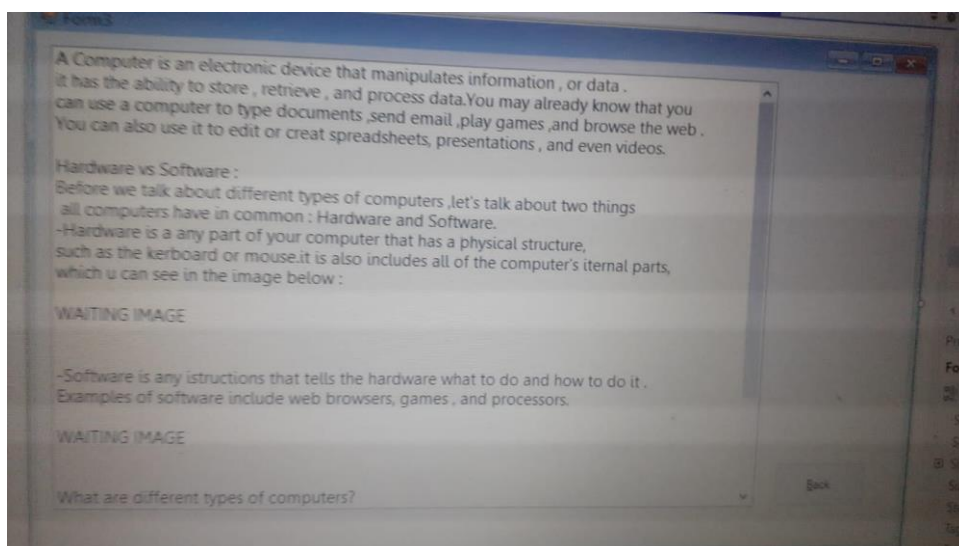 Form3
A Computer is an electronic device that manipulates information , or data .
it has the ability to store , retrieve , and process data.You may already know that you
can use a computer to type documents ,send email ,play games ,and browse the web .
You can also use it to edit or creat spreadsheets, presentations , and even videos.
Hardware vs Software :
Before we talk about different types of computers ,let's talk about two things
all computers have in common : Hardware and Software.
-Hardware is a any part of your computer that has a physical structure,
such as the kerboard or mouse.it is also includes all of the computer's iternal parts,
which u can see in the image below :
WAITING IMAGE
-Software is any istructions that tells the hardware what to do and how to do it .
Examples of software include web browsers, games , and processors.
WAITING IMAGE
What are different types of computers?
Back